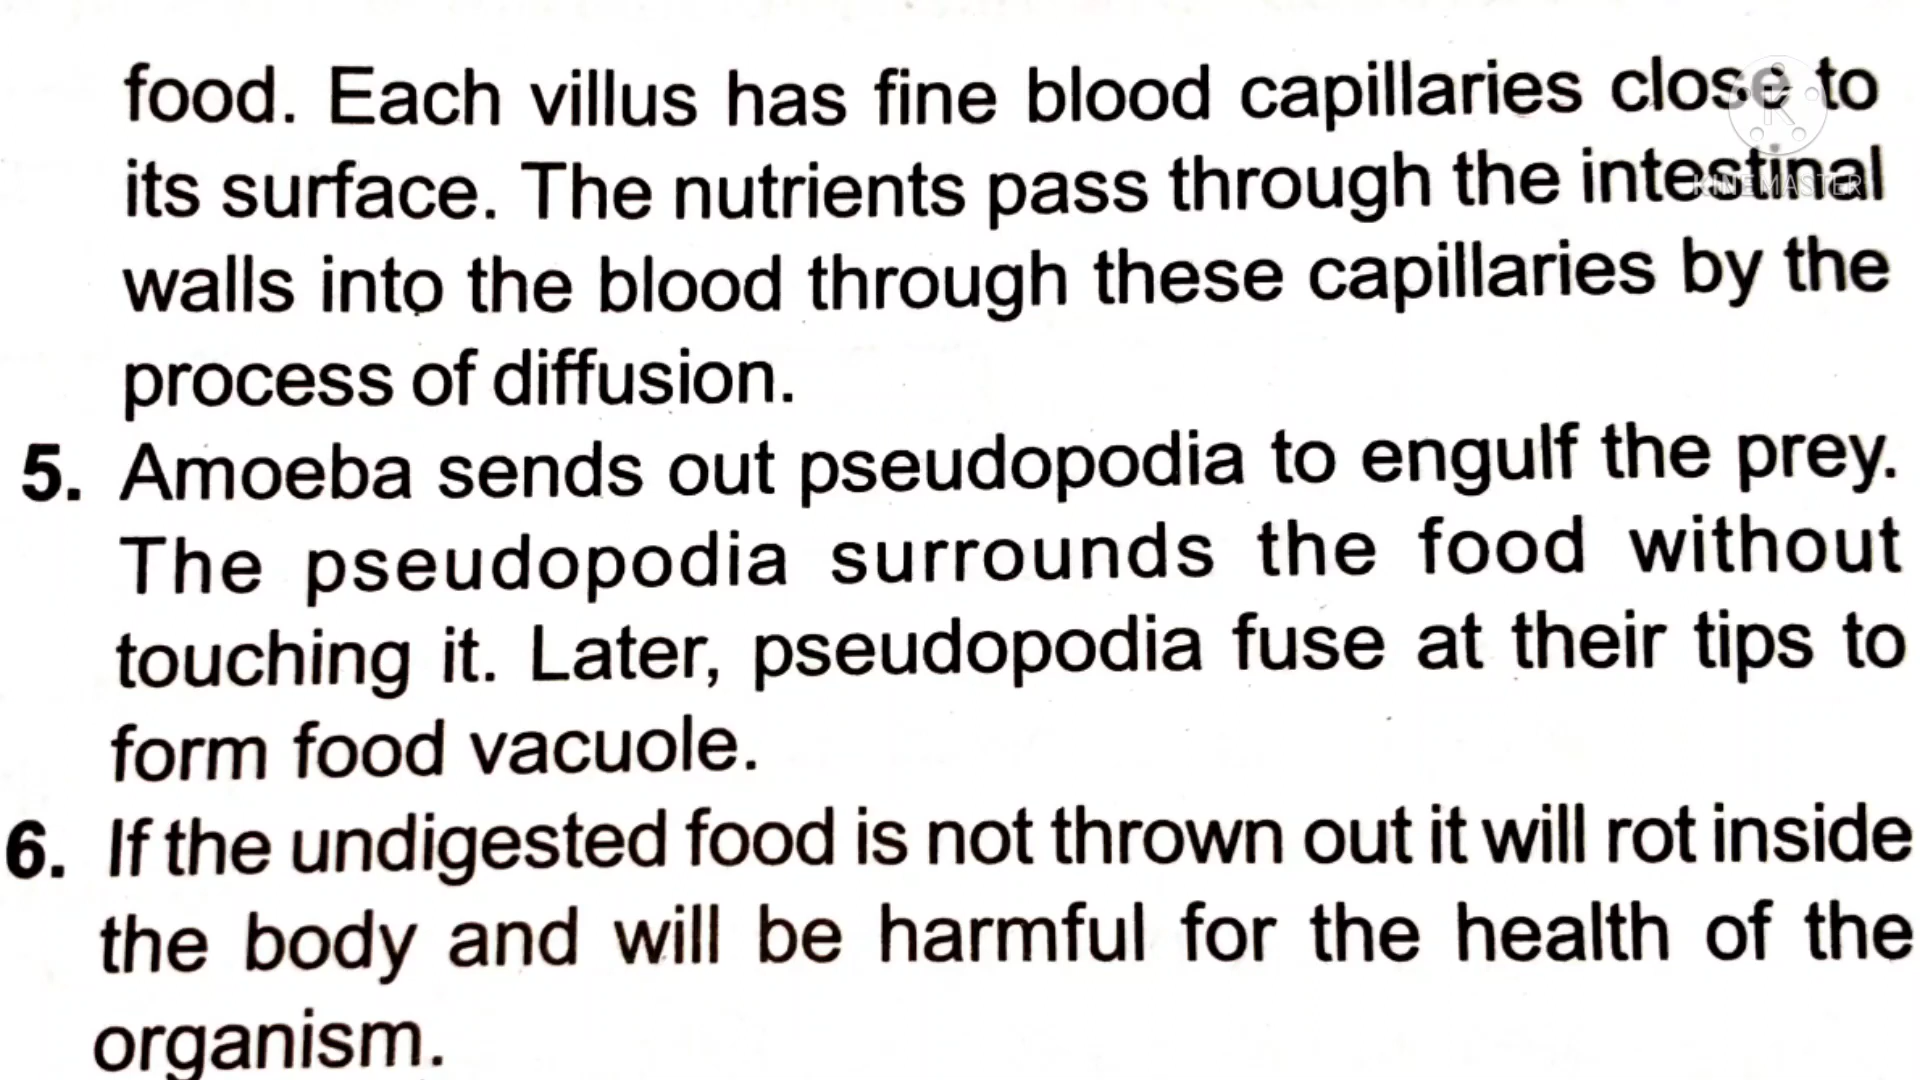 food. Each villus has fine blood capillaries close to
its surface. The nutrients pass through the intestinal
walls into the blood through these capillaries by the
process of diffusion.
5. Amoeba sends out pseudopodia to engulf the prey.
The pseudopodia surrounds the food without
touching it. Later, pseudopodia fuse at their tips to
form food vacuole.
6. If the undigested food is not thrown out it will rot inside
the body and will be harmful for the health of the
organism.
K
KINEMASTER